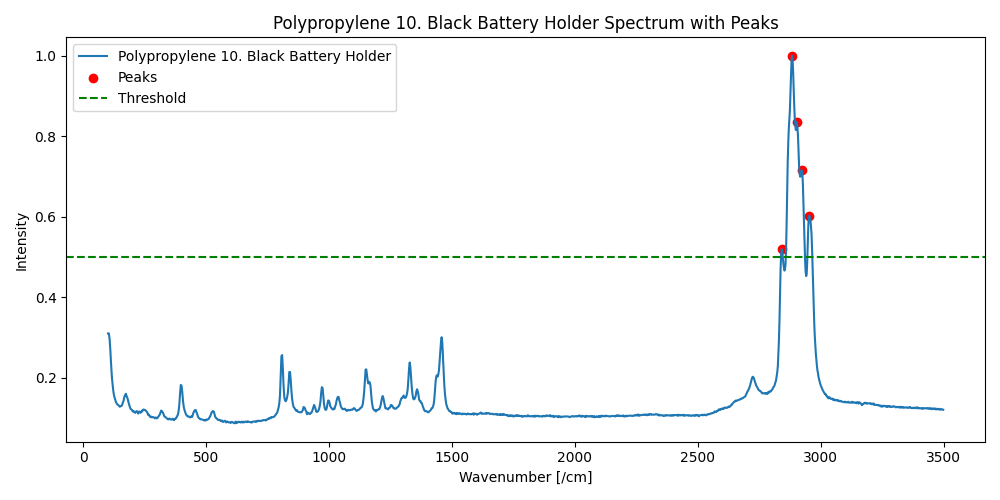 Polypropylene 10. Black Battery Holder Spectrum with Peaks
Polypropylene 10. Black Battery Holder
Peaks
Threshold
1.0
0.8
0.6
0.4
0.2
Intensity
0 500 1000 1500 2000 2500 3000 3500
Wavenumber [/cm]